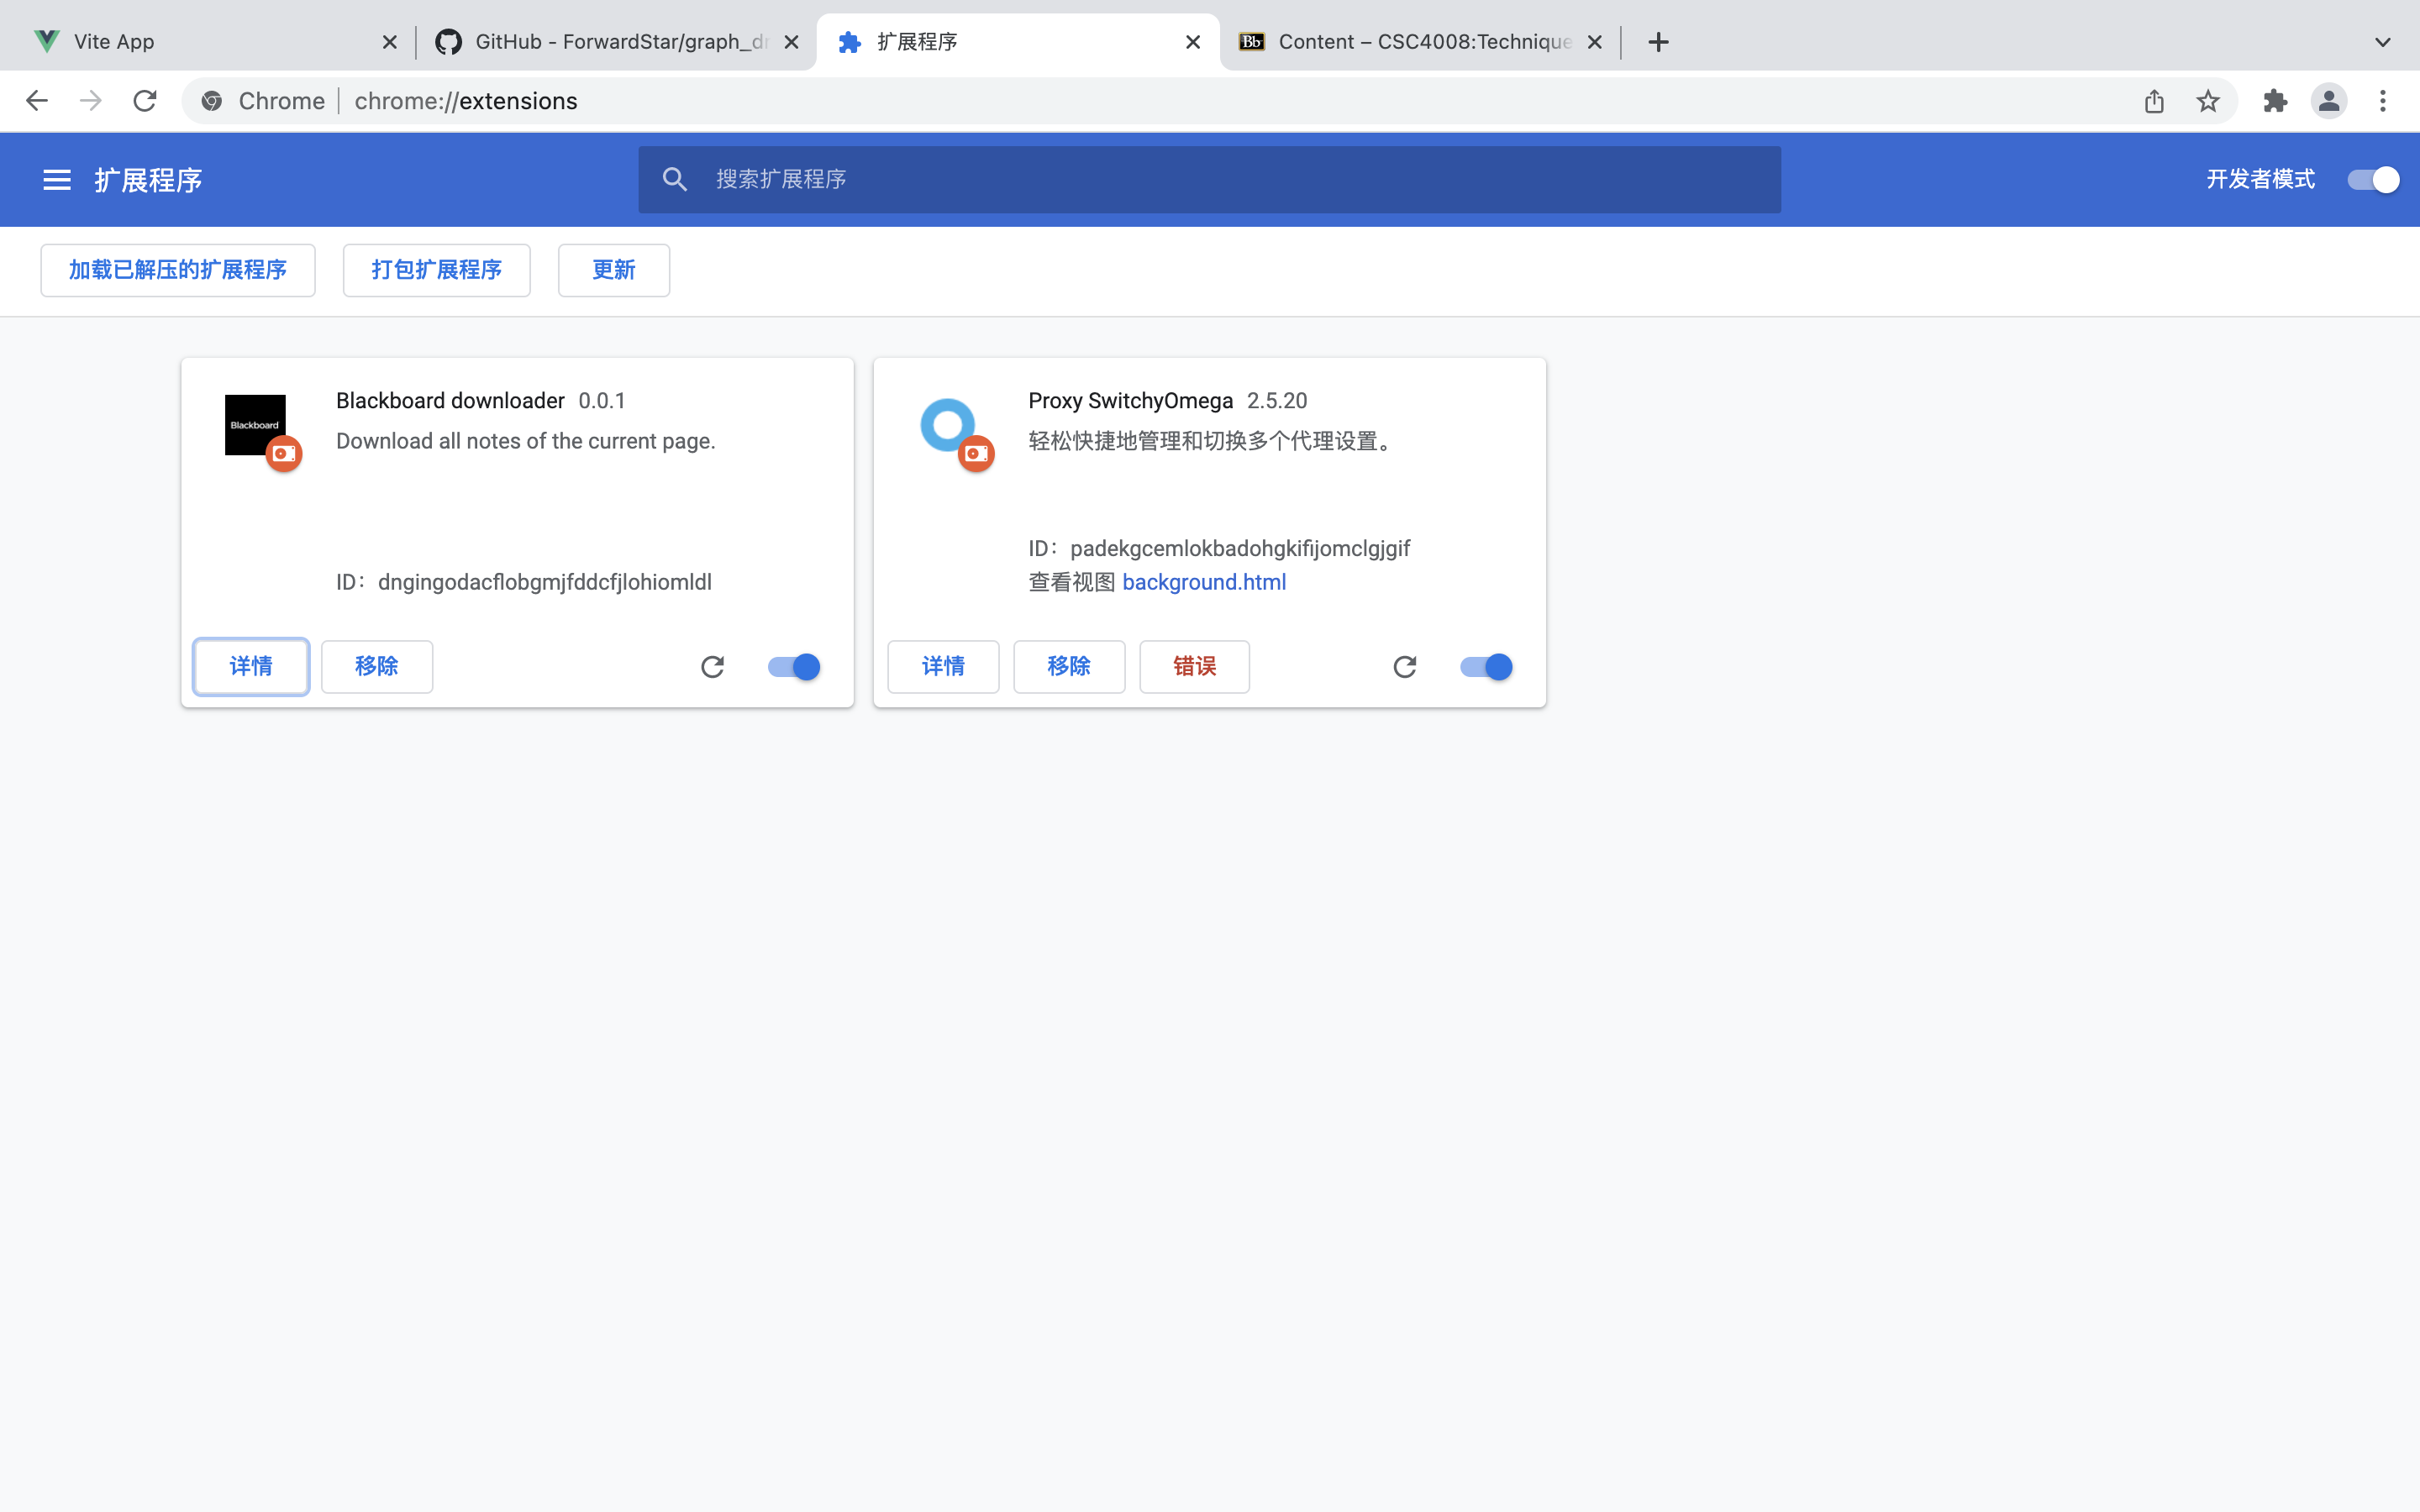 Vite App
GitHub - ForwardStar/graph_dr
扩展程序
Bb
Content – CSC4008:Technique
Chrome
chrome://extensions
扩展程序
搜索扩展程序
开发者模式
加载已解压的扩展程序
打包扩展程序
更新
Blackboard
Blackboard downloader 0.0.1
Download all notes of the current page.
ID：dngingodacflobgmjfddcfjlohiomldl
详情
移除
Proxy SwitchyOmega 2.5.20
轻松快捷地管理和切换多个代理设置。
ID：padekgcemlokbadohgkifijomclgjgif
查看视图 background.html
详情
移除
错误